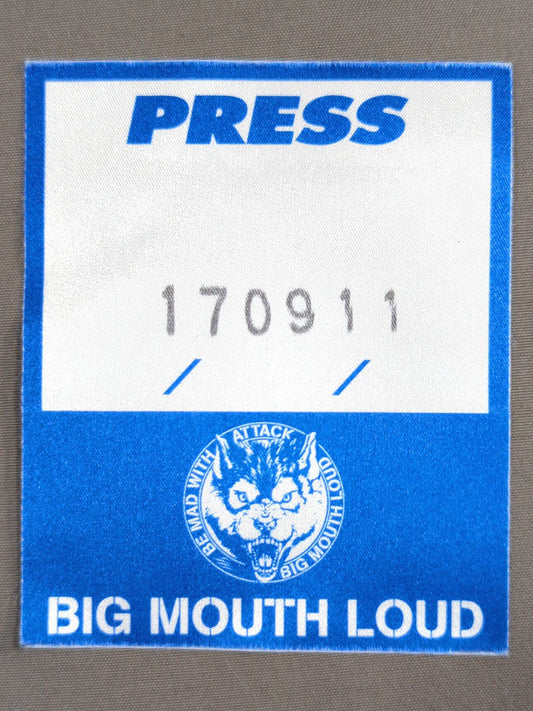 PRESS
170911
/ /
BE MAD WITH ATTACK BIG MOUTH LOUD
BIG MOUTH LOUD